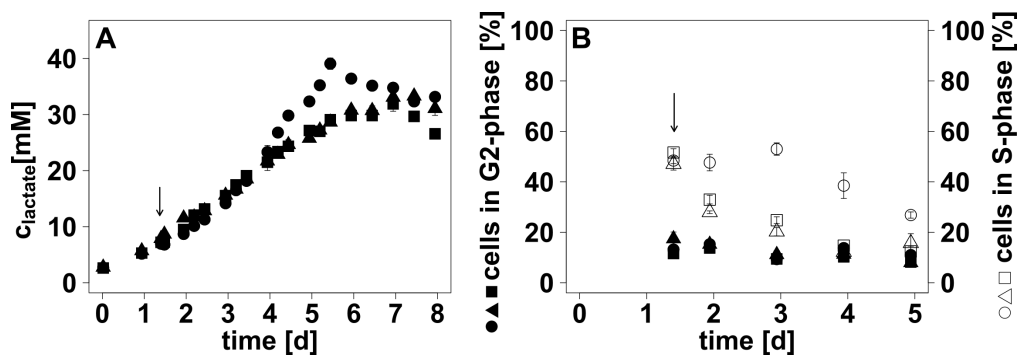 A
c_lactate[mM]
40
30
20
10
0
0 1 2 3 4 5 6 7 8
time [d]
cells in G2-phase [%]
B
100
80
60
40
20
0
0 1 2 3 4 5
time [d]
100
80
60
40
20
0
cells in S-phase [%]